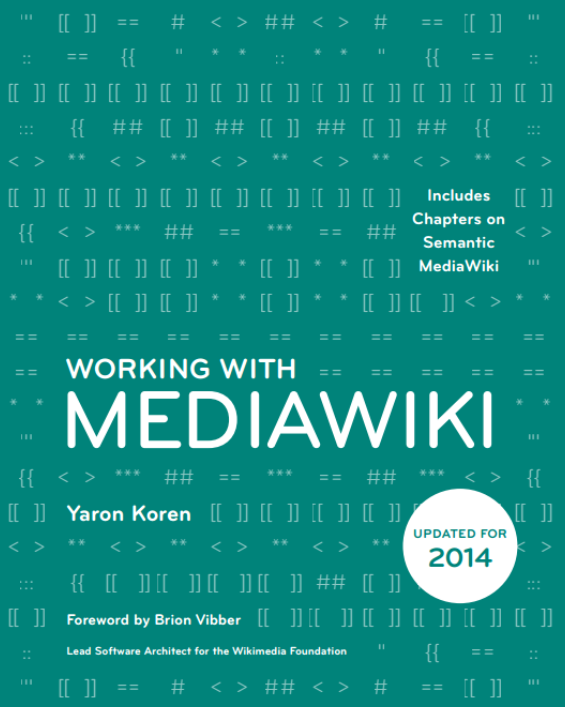 Includes
Chapters on
Semantic
MediaWiki
WORKING WITH
MEDIAWIKI
Yaron Koren
UPDATED FOR
2014
Foreword by Brion Vibber
Lead Software Architect for the Wikimedia Foundation